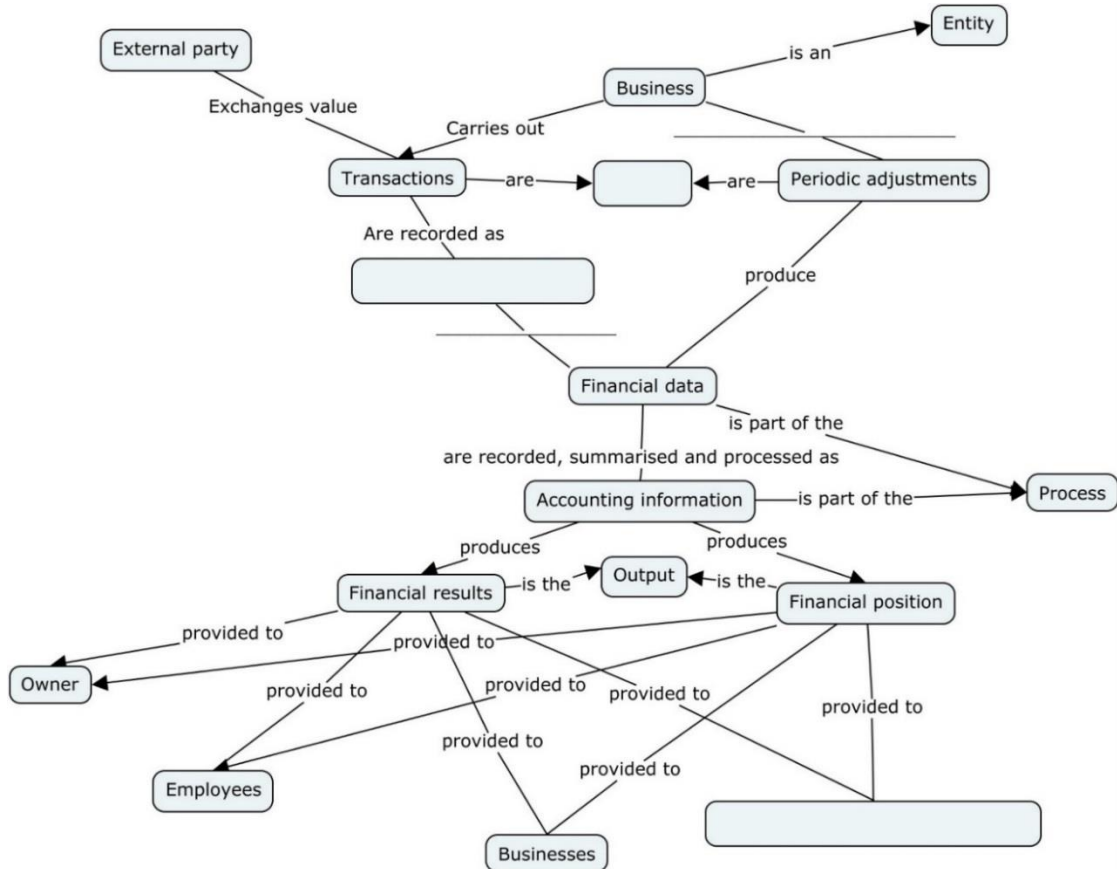 Entity
External party
is an
Business
Exchanges value
Carries out
Transactions
are
are
Periodic adjustments
Are recorded as
produce
Financial data
is part of the
are recorded, summarised and processed as
Accounting information
is part of the
Process
produces
produces
Financial results
is the
Output
is the
Financial position
provided to
provided to
Owner
provided to
provided to
provided to
provided to
provided to
provided to
Employees
Businesses